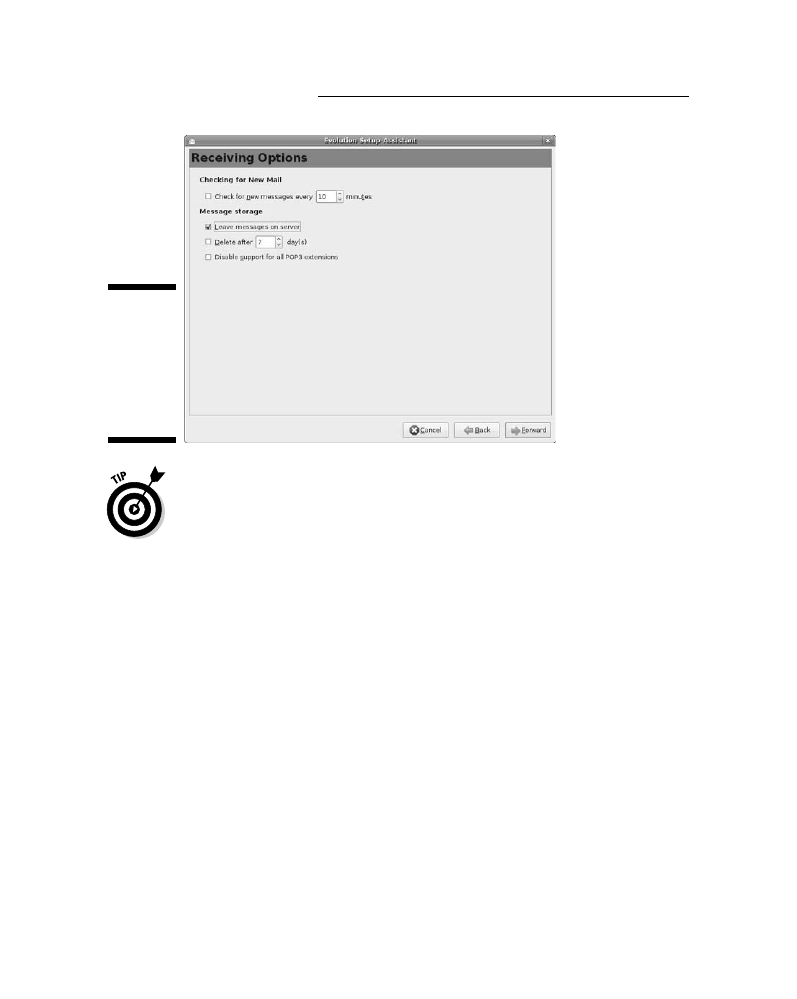 Evolution Setup Assistant
Receiving Options
Checking for New Mail
Check for new messages every 10 minutes
Message storage
Leave messages on server
Delete after 7 day(s)
Disable support for all POP3 extensions
Cancel Back Forward
TIP